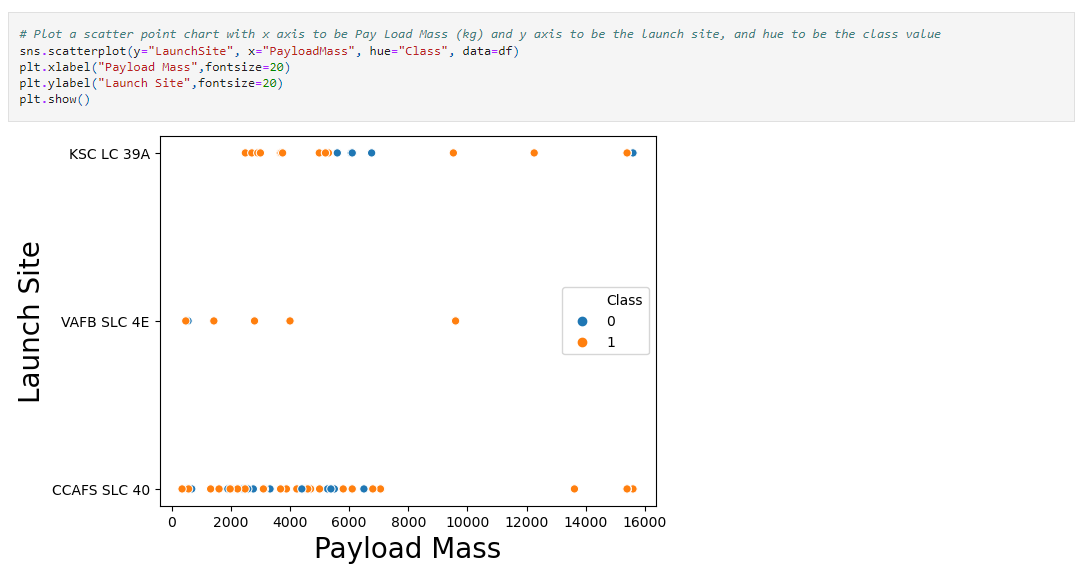 # Plot a scatter point chart with x axis to be Pay Load Mass (kg) and y axis to be the launch site, and hue to be the class value
sns.scatterplot(y="LaunchSite", x="PayloadMass", hue="Class", data=df)
plt.xlabel("Payload Mass",fontsize=20)
plt.ylabel("Launch Site",fontsize=20)
plt.show()
Launch Site
KSC LC 39A
VAFB SLC 4E
CCAFS SLC 40
Class
0
1
0 2000 4000 6000 8000 10000 12000 14000 16000
Payload Mass